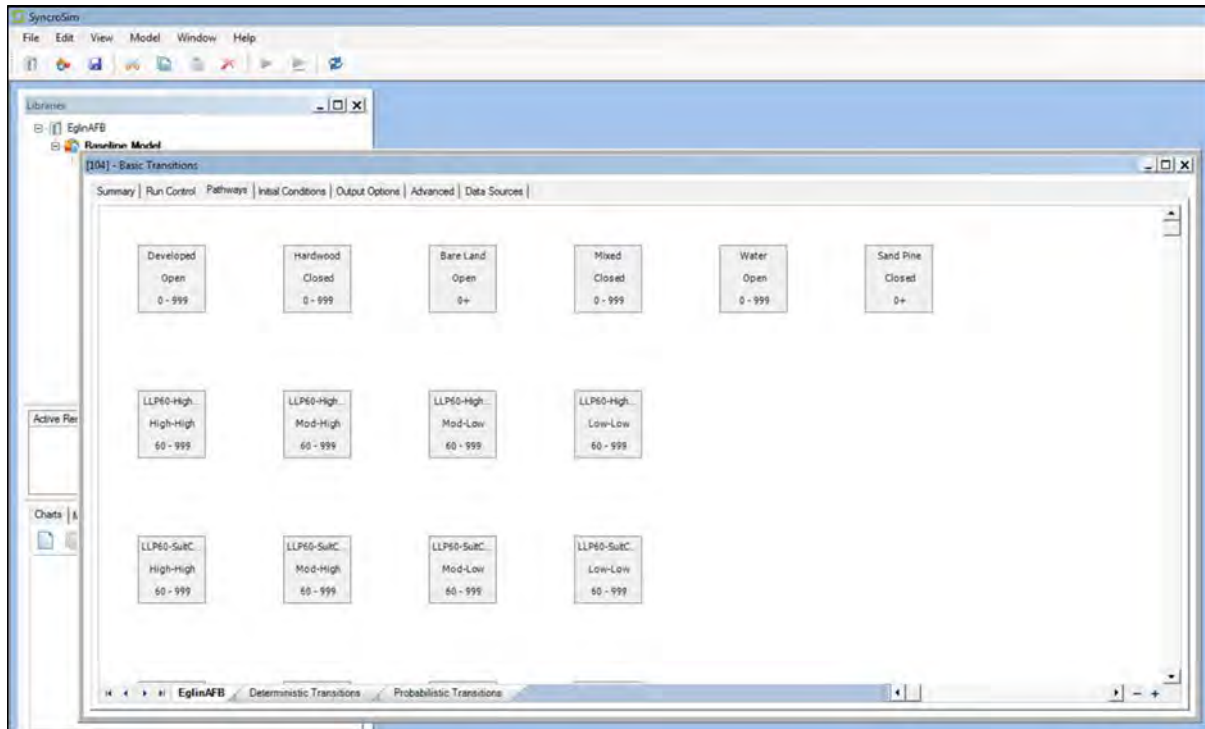 SyncroSim
File Edit View Model Window Help
Libraries
EglinAFB
Baseline Model
[104] - Basic Transitions
Summary | Run Control Pathways | Initial Conditions | Output Options | Advanced | Data Sources |
Developed Hardwood Bare Land Mixed Water Sand Pine
Open Closed Open Closed Open Closed
0 - 999 0 - 999 0+ 0 - 999 0 - 999 0+
LLP60-High... LLP60-High... LLP60-High... LLP60-High...
High-High Mod-High Mod-Low Low-Low
60 - 999 60 - 999 60 - 999 60 - 999
Active Re
Charts |
LLP60-SuitC... LLP60-SuitC... LLP60-SuitC... LLP60-SuitC...
High-High Mod-High Mod-Low Low-Low
60 - 999 60 - 999 60 - 999 60 - 999
EglinAFB Deterministic Transitions Probabilistic Transitions